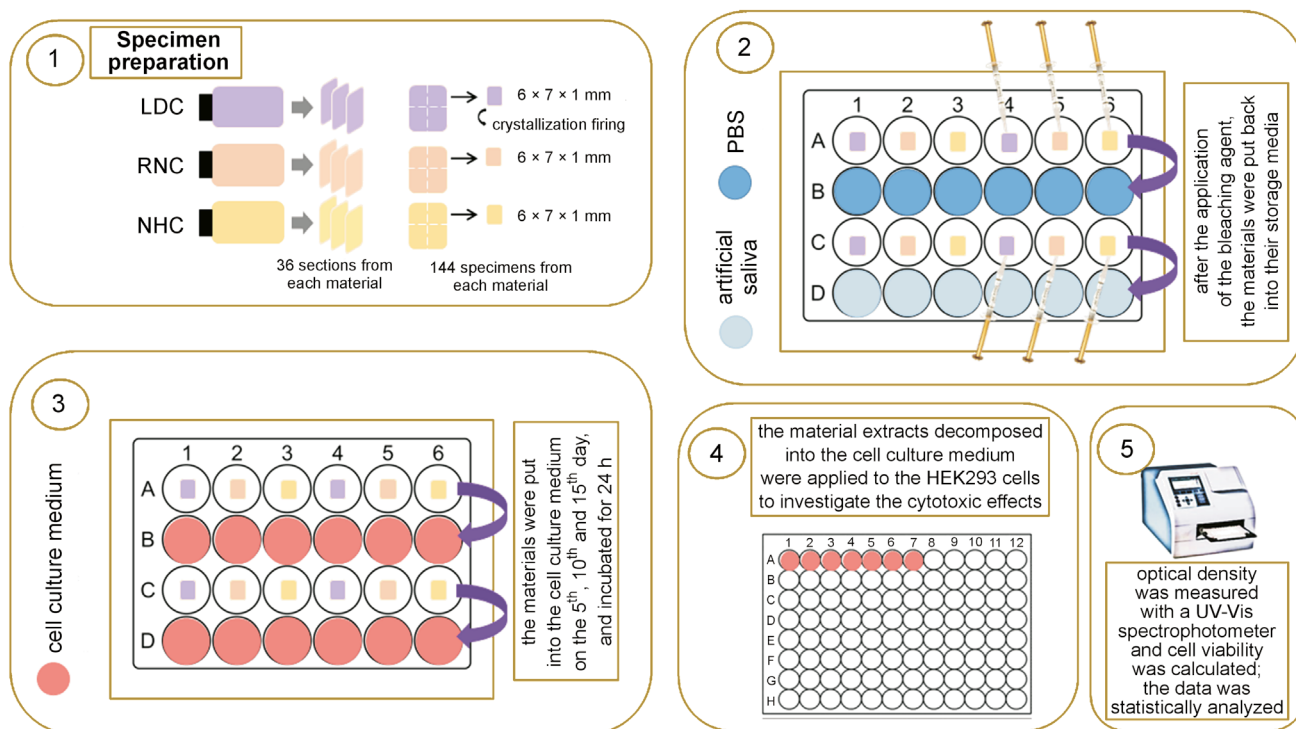 1
Specimen
preparation
LDC
6 × 7 × 1 mm
crystallization firing
RNC
6 × 7 × 1 mm
NHC
6 × 7 × 1 mm
36 sections from
each material
144 specimens from
each material
2
PBS
artificial
saliva
1 2 3 4 5 6
A
B
C
D
after the application
of the bleaching agent,
the materials were put back
into their storage media
3
cell culture medium
1 2 3 4 5 6
A
B
C
D
the materials were put
into the cell culture medium
on the 5th, 10th and 15th day,
and incubated for 24 h
4
the material extracts decomposed
into the cell culture medium
were applied to the HEK293 cells
to investigate the cytotoxic effects
1 2 3 4 5 6 7 8 9 10 11 12
A
B
C
D
E
F
G
H
5
optical density
was measured
with a UV-Vis
spectrophotometer
and cell viability
was calculated;
the data was
statistically analyzed